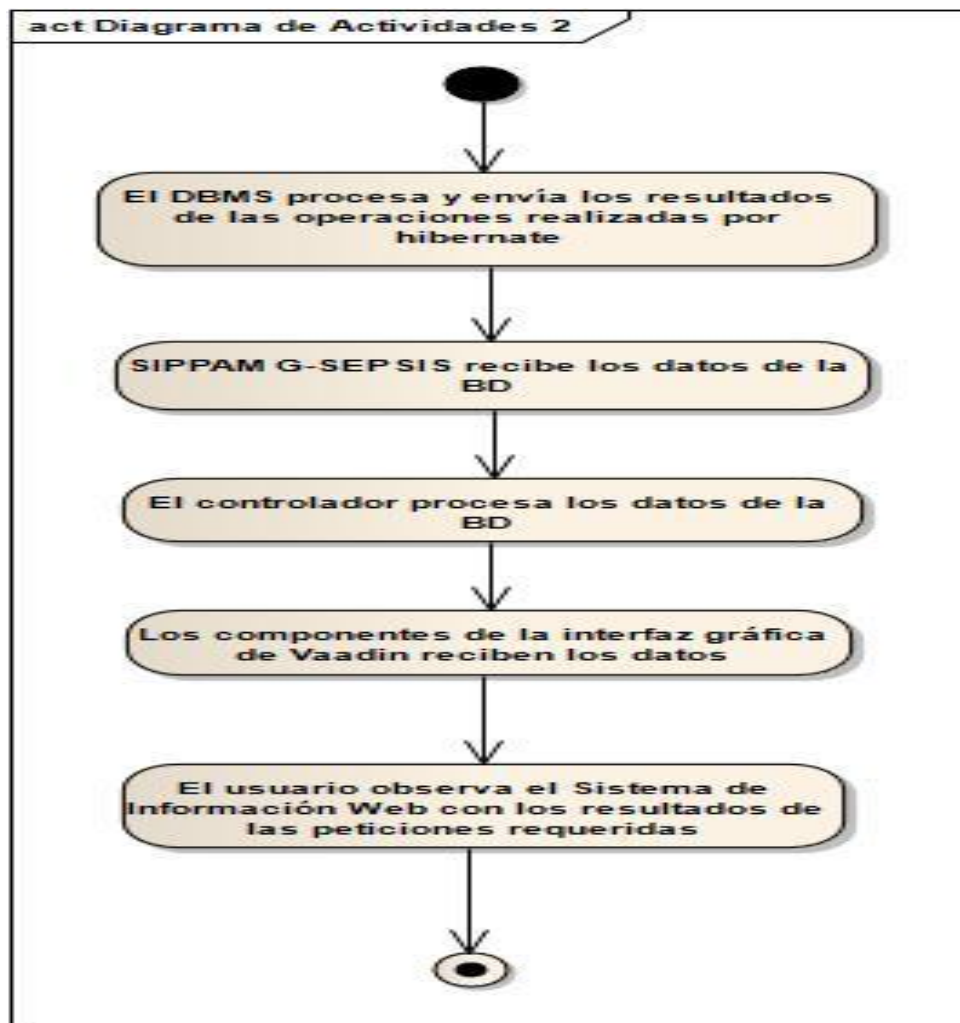 act Diagrama de Actividades 2
El DBMS procesa y envía los resultados
de las operaciones realizadas por
hibernate
SIPPAM G-SEPSIS recibe los datos de la
BD
El controlador procesa los datos de la
BD
Los componentes de la interfaz gráfica
de Vaadin reciben los datos
El usuario observa el Sistema de
Información Web con los resultados de
las peticiones requeridas